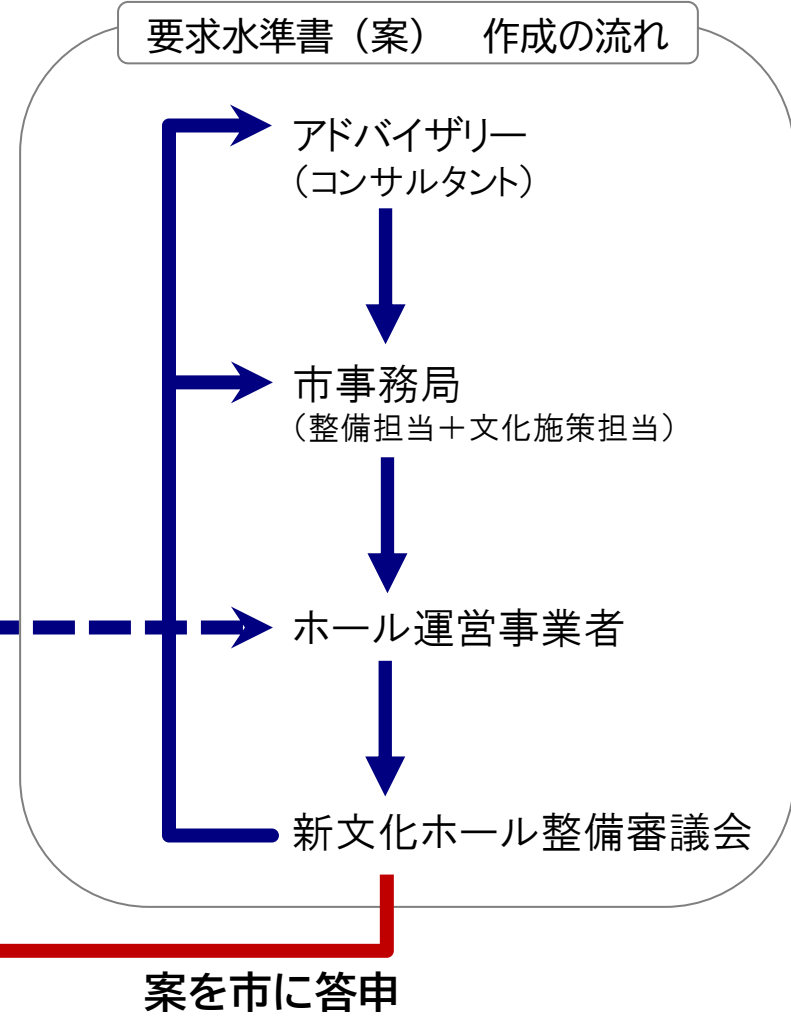 要求水準書（案）　作成の流れ
アドバイザリー
（コンサルタント）
市事務局
（整備担当＋文化施策担当）
ホール運営事業者
新文化ホール整備審議会
案を市に答申